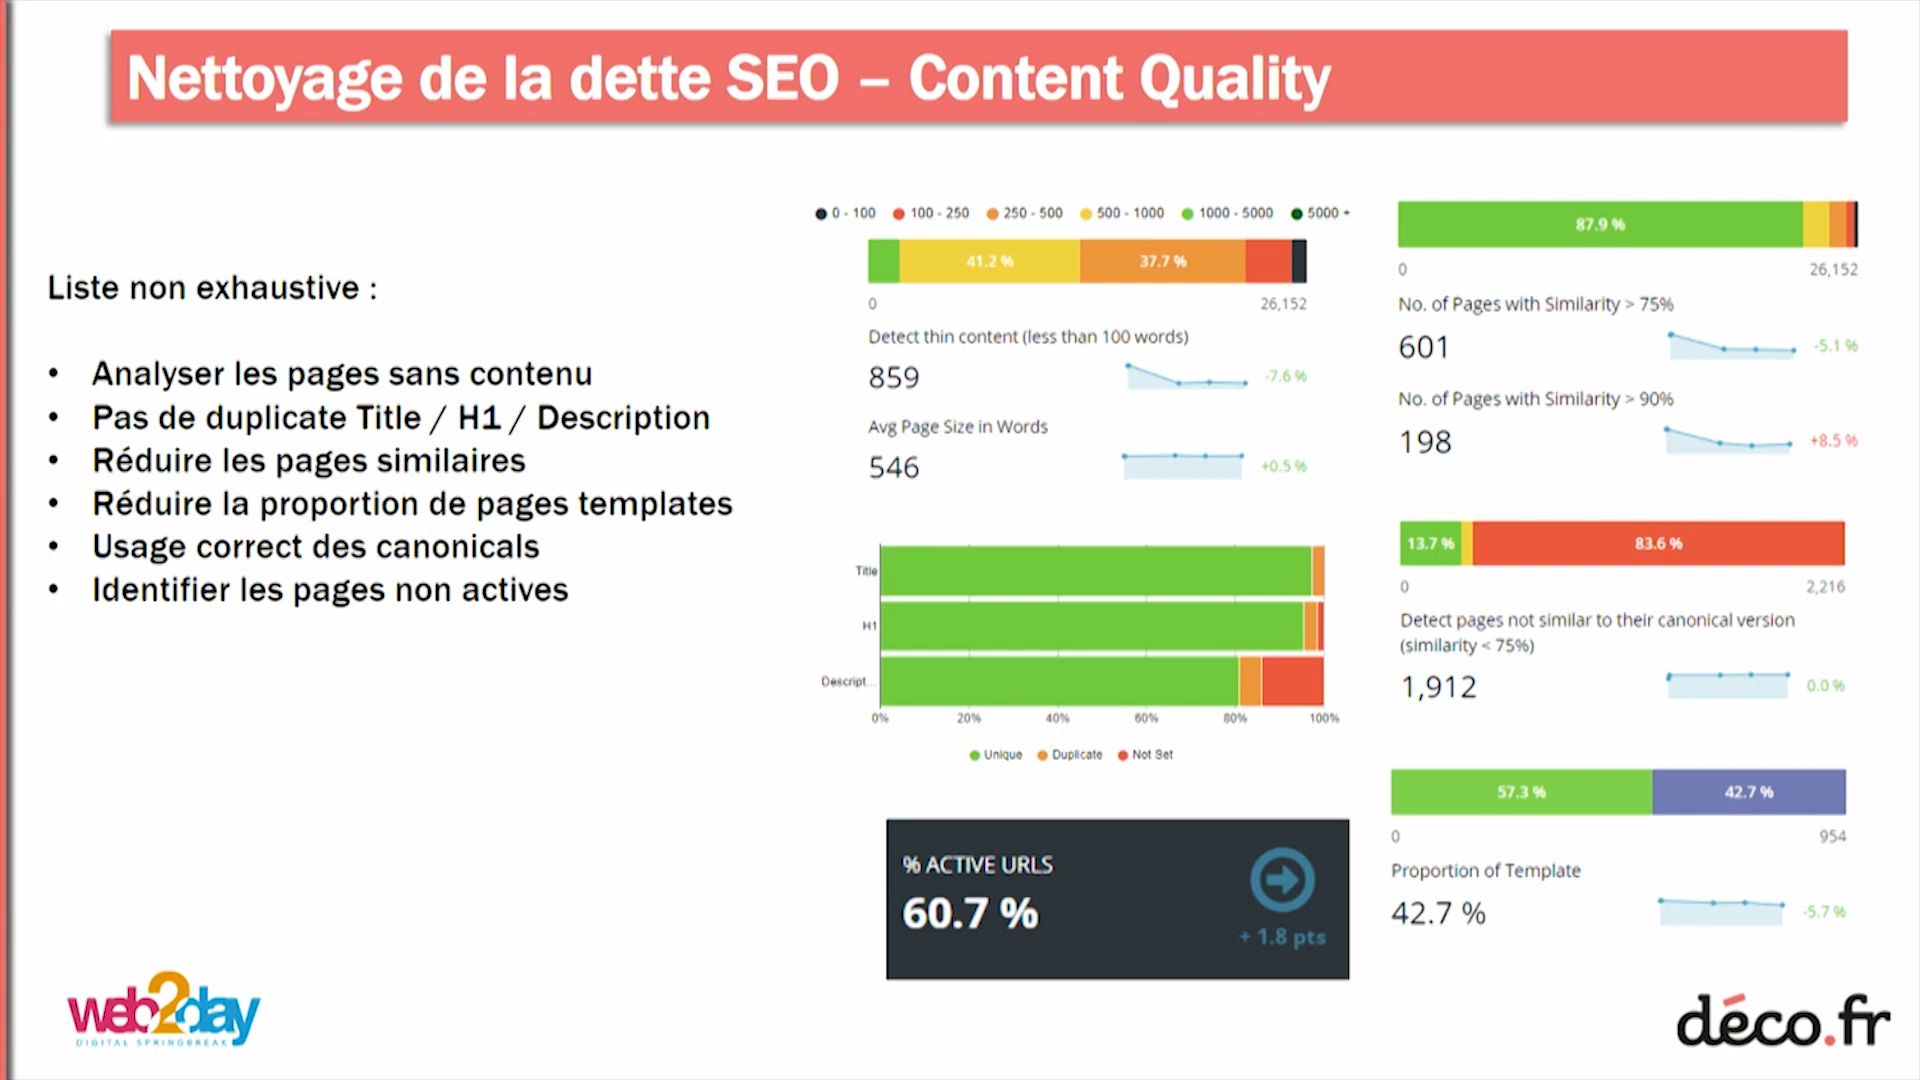 Nettoyage de la dette SEO – Content Quality
Liste non exhaustive :
• Analyser les pages sans contenu
• Pas de duplicate Title / H1 / Description
• Réduire les pages similaires
• Réduire la proportion de pages templates
• Usage correct des canonicals
• Identifier les pages non actives
0 - 100 100 - 250 250 - 500 500 - 1000 1000 - 5000 5000 +
41.2 % 37.7 %
0 26,152
Detect thin content (less than 100 words)
859 -7.6 %
Avg Page Size in Words
546 +0.5 %
Title
H1
Descript...
0% 20% 40% 60% 80% 100%
Unique Duplicate Not Set
% ACTIVE URLS
60.7 %
+ 1.8 pts
87.9 %
0 26,152
No. of Pages with Similarity > 75%
601 -5.1 %
No. of Pages with Similarity > 90%
198 +8.5 %
13.7 % 83.6 %
0 2,216
Detect pages not similar to their canonical version
(similarity < 75%)
1,912 0.0 %
57.3 % 42.7 %
0 954
Proportion of Template
42.7 % -5.7 %
web2day
DIGITAL SPRINGBREAK
déco.fr